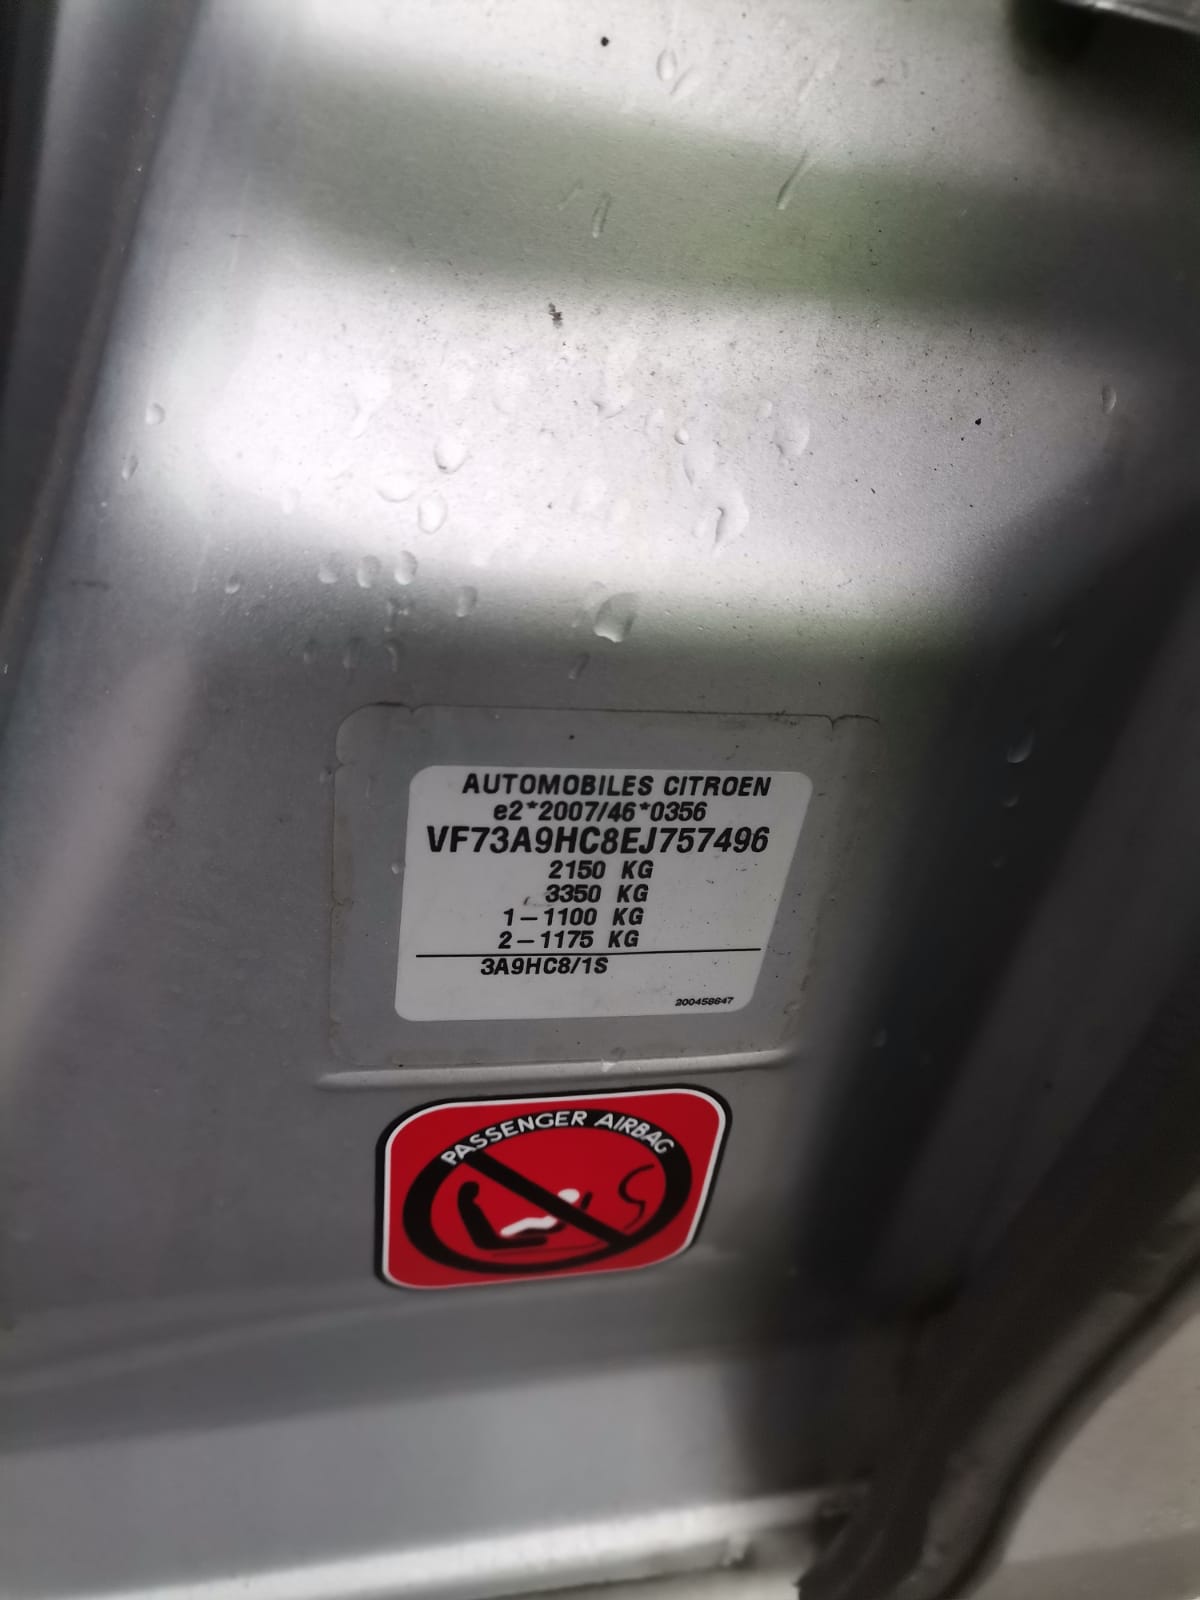 AUTOMOBILES CITROEN
e2*2007/46*0356
VF73A9HC8EJ757496
2150 KG
3350 KG
1-1100 KG
2-1175 KG
3A9HC8/1S
200458647
PASSENGER AIRBAG